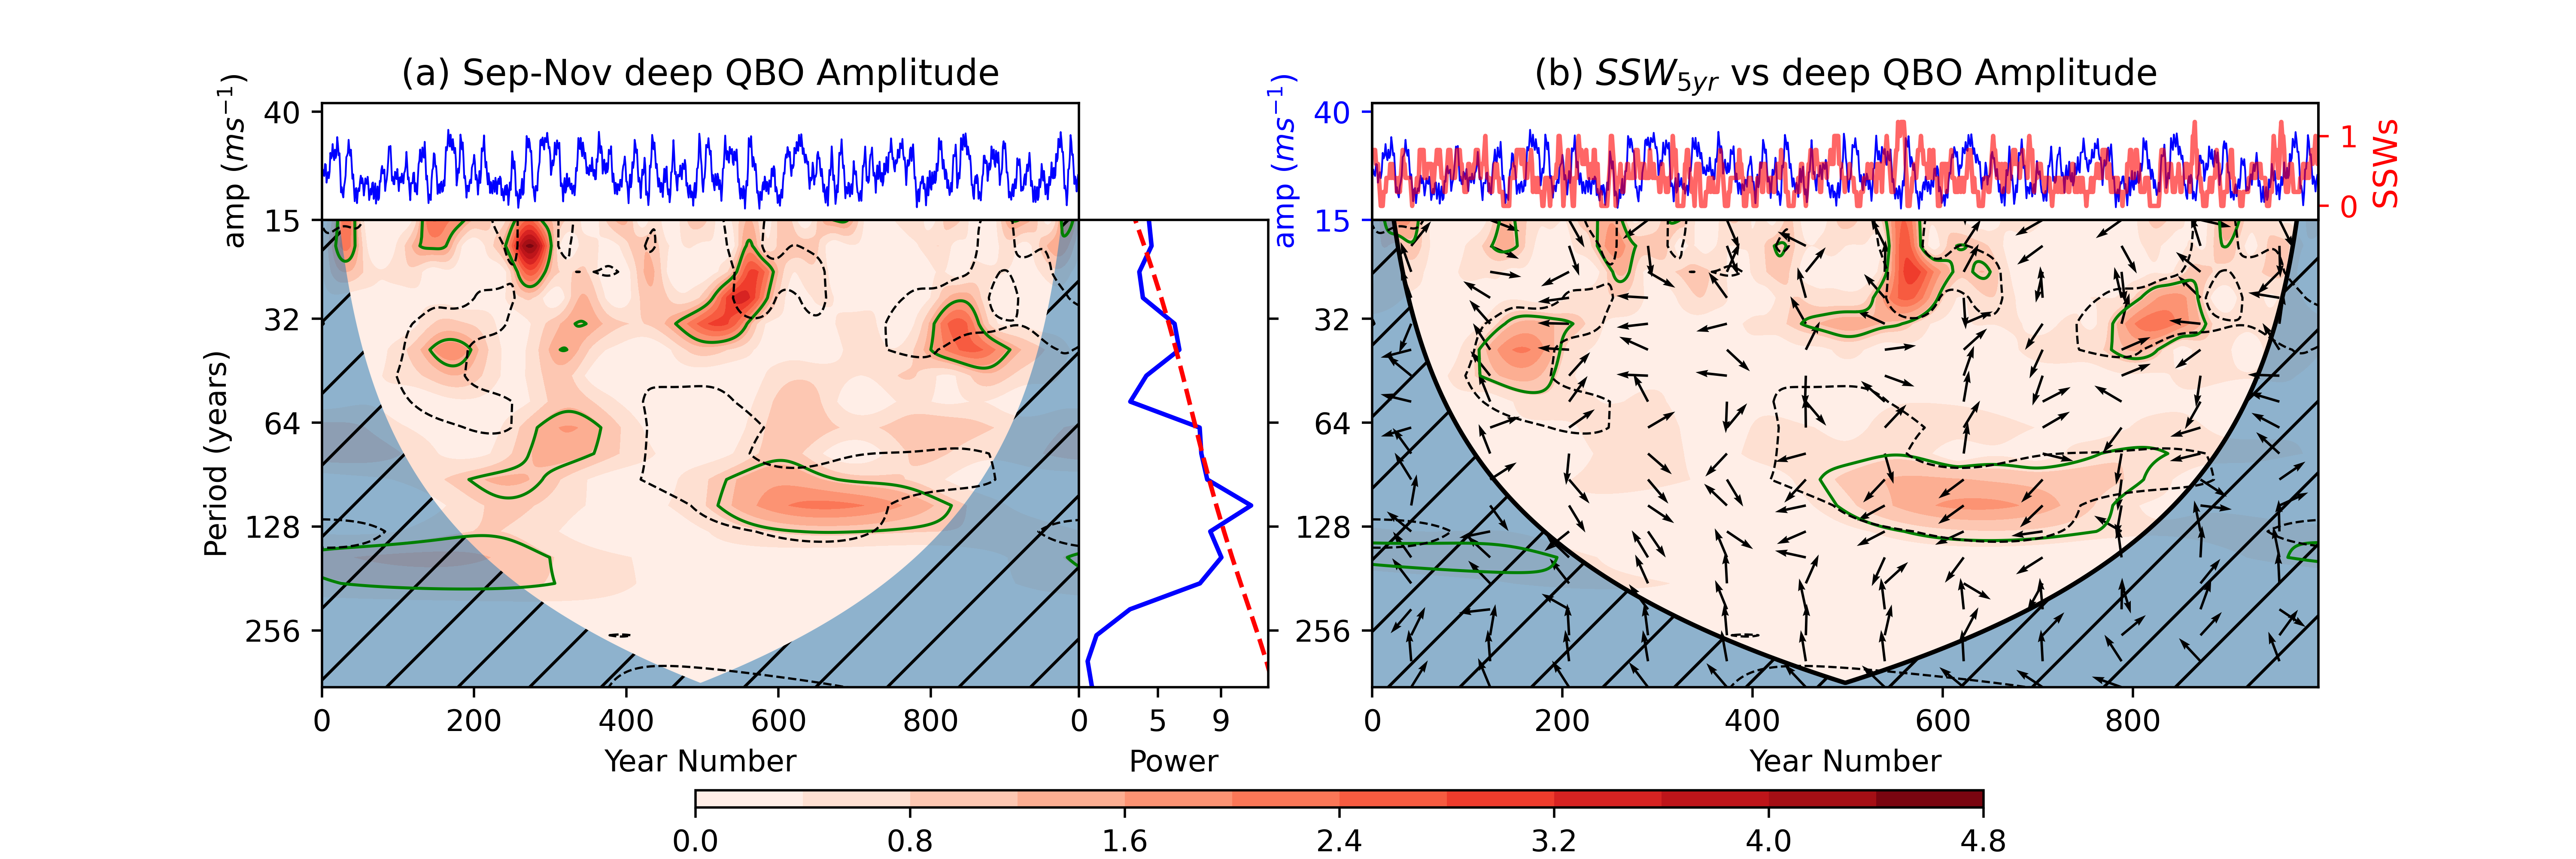 (a) Sep-Nov deep QBO Amplitude
amp (ms⁻¹)
40
15
32
64
128
256
Period (years)
0 200 400 600 800
Year Number
0 5 9
Power
(b) SSW5yr vs deep QBO Amplitude
amp (ms⁻¹)
40
15
32
64
128
256
1
0
SSWs
0 200 400 600 800
Year Number
0.0 0.8 1.6 2.4 3.2 4.0 4.8